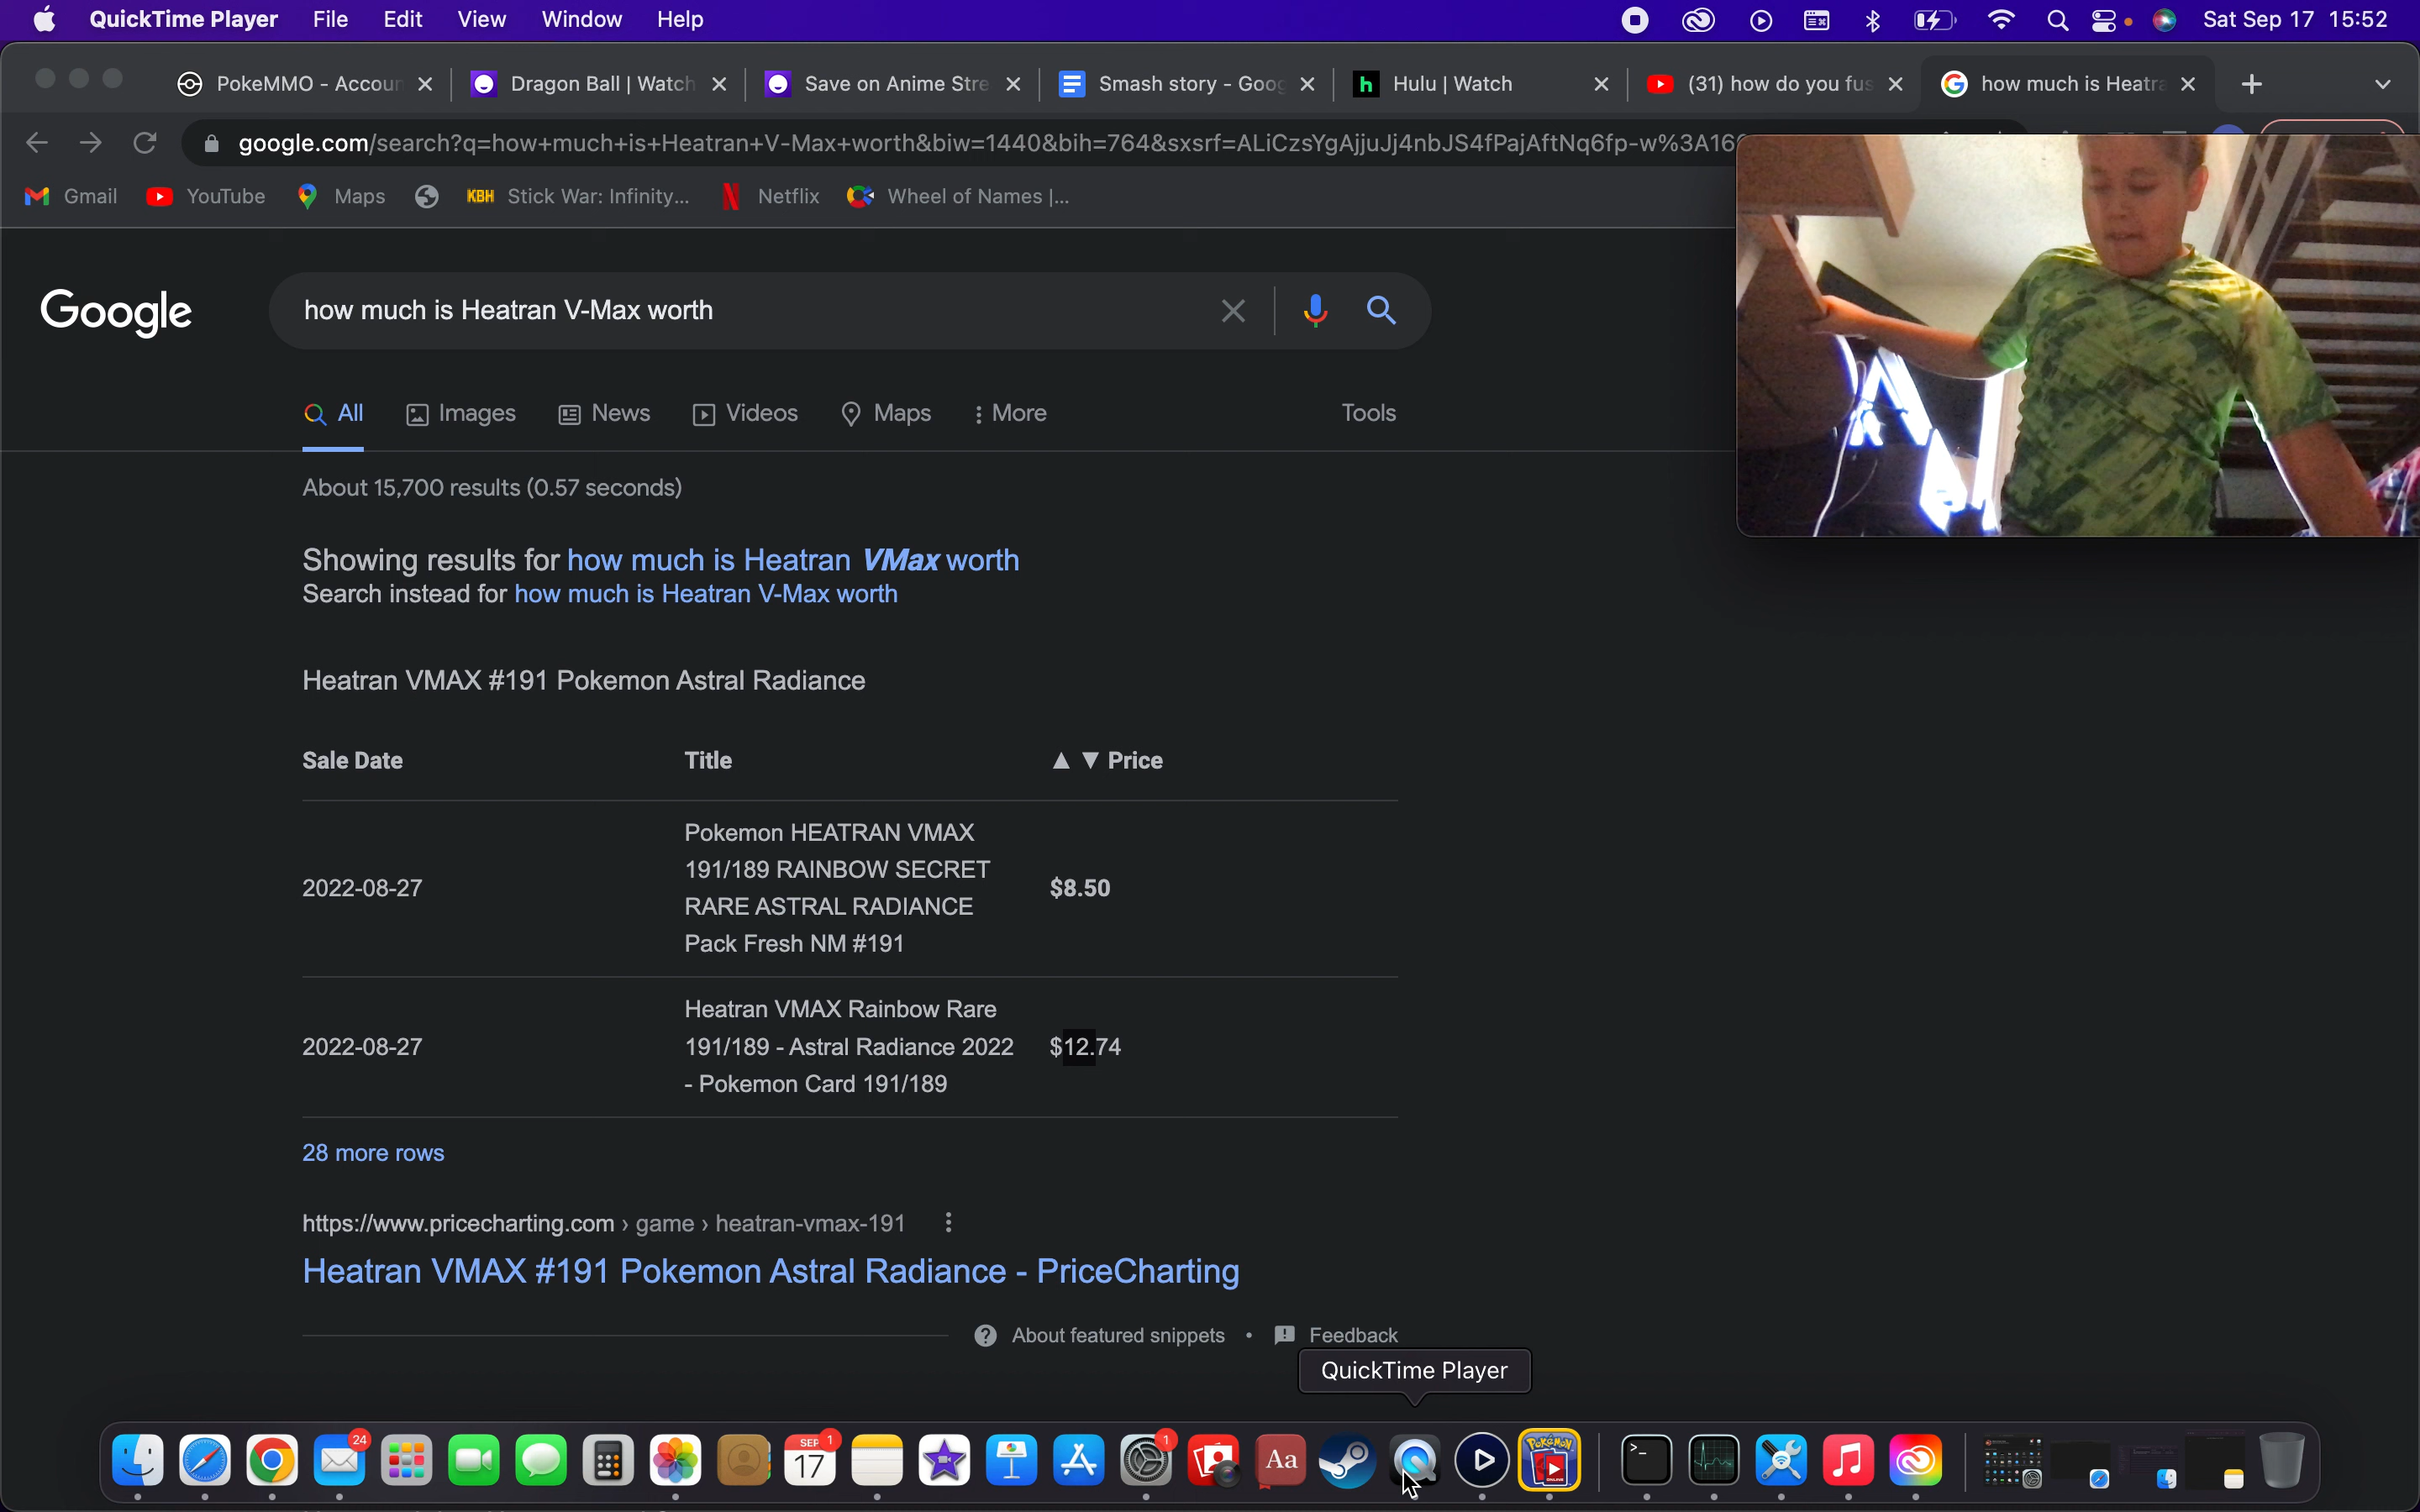 QuickTime Player File Edit View Window Help Sat Sep 17 15:52
PokeMMO - Accoun Dragon Ball | Watch Save on Anime Stre Smash story - Goog Hulu | Watch (31) how do you fus how much is Heatra
google.com/search?q=how+much+is+Heatran+V-Max+worth&biw=1440&bih=764&sxsrf=ALiCzsYgAjjuJj4nbJS4fPajAftNq6fp-w%3A16
Gmail YouTube Maps KBH Stick War: Infinity... Netflix Wheel of Names |...
Google how much is Heatran V-Max worth
All Images News Videos Maps More Tools
About 15,700 results (0.57 seconds)
Showing results for how much is Heatran VMax worth
Search instead for how much is Heatran V-Max worth
Heatran VMAX #191 Pokemon Astral Radiance
Sale Date Title ▲ ▼ Price
Pokemon HEATRAN VMAX
191/189 RAINBOW SECRET
2022-08-27 $8.50
RARE ASTRAL RADIANCE
Pack Fresh NM #191
Heatran VMAX Rainbow Rare
2022-08-27 191/189 - Astral Radiance 2022 $12.74
- Pokemon Card 191/189
28 more rows
https://www.pricecharting.com › game › heatran-vmax-191
Heatran VMAX #191 Pokemon Astral Radiance - PriceCharting
About featured snippets • Feedback
QuickTime Player
24 SEP 17 1 1 Aa POKéMON ONLINE